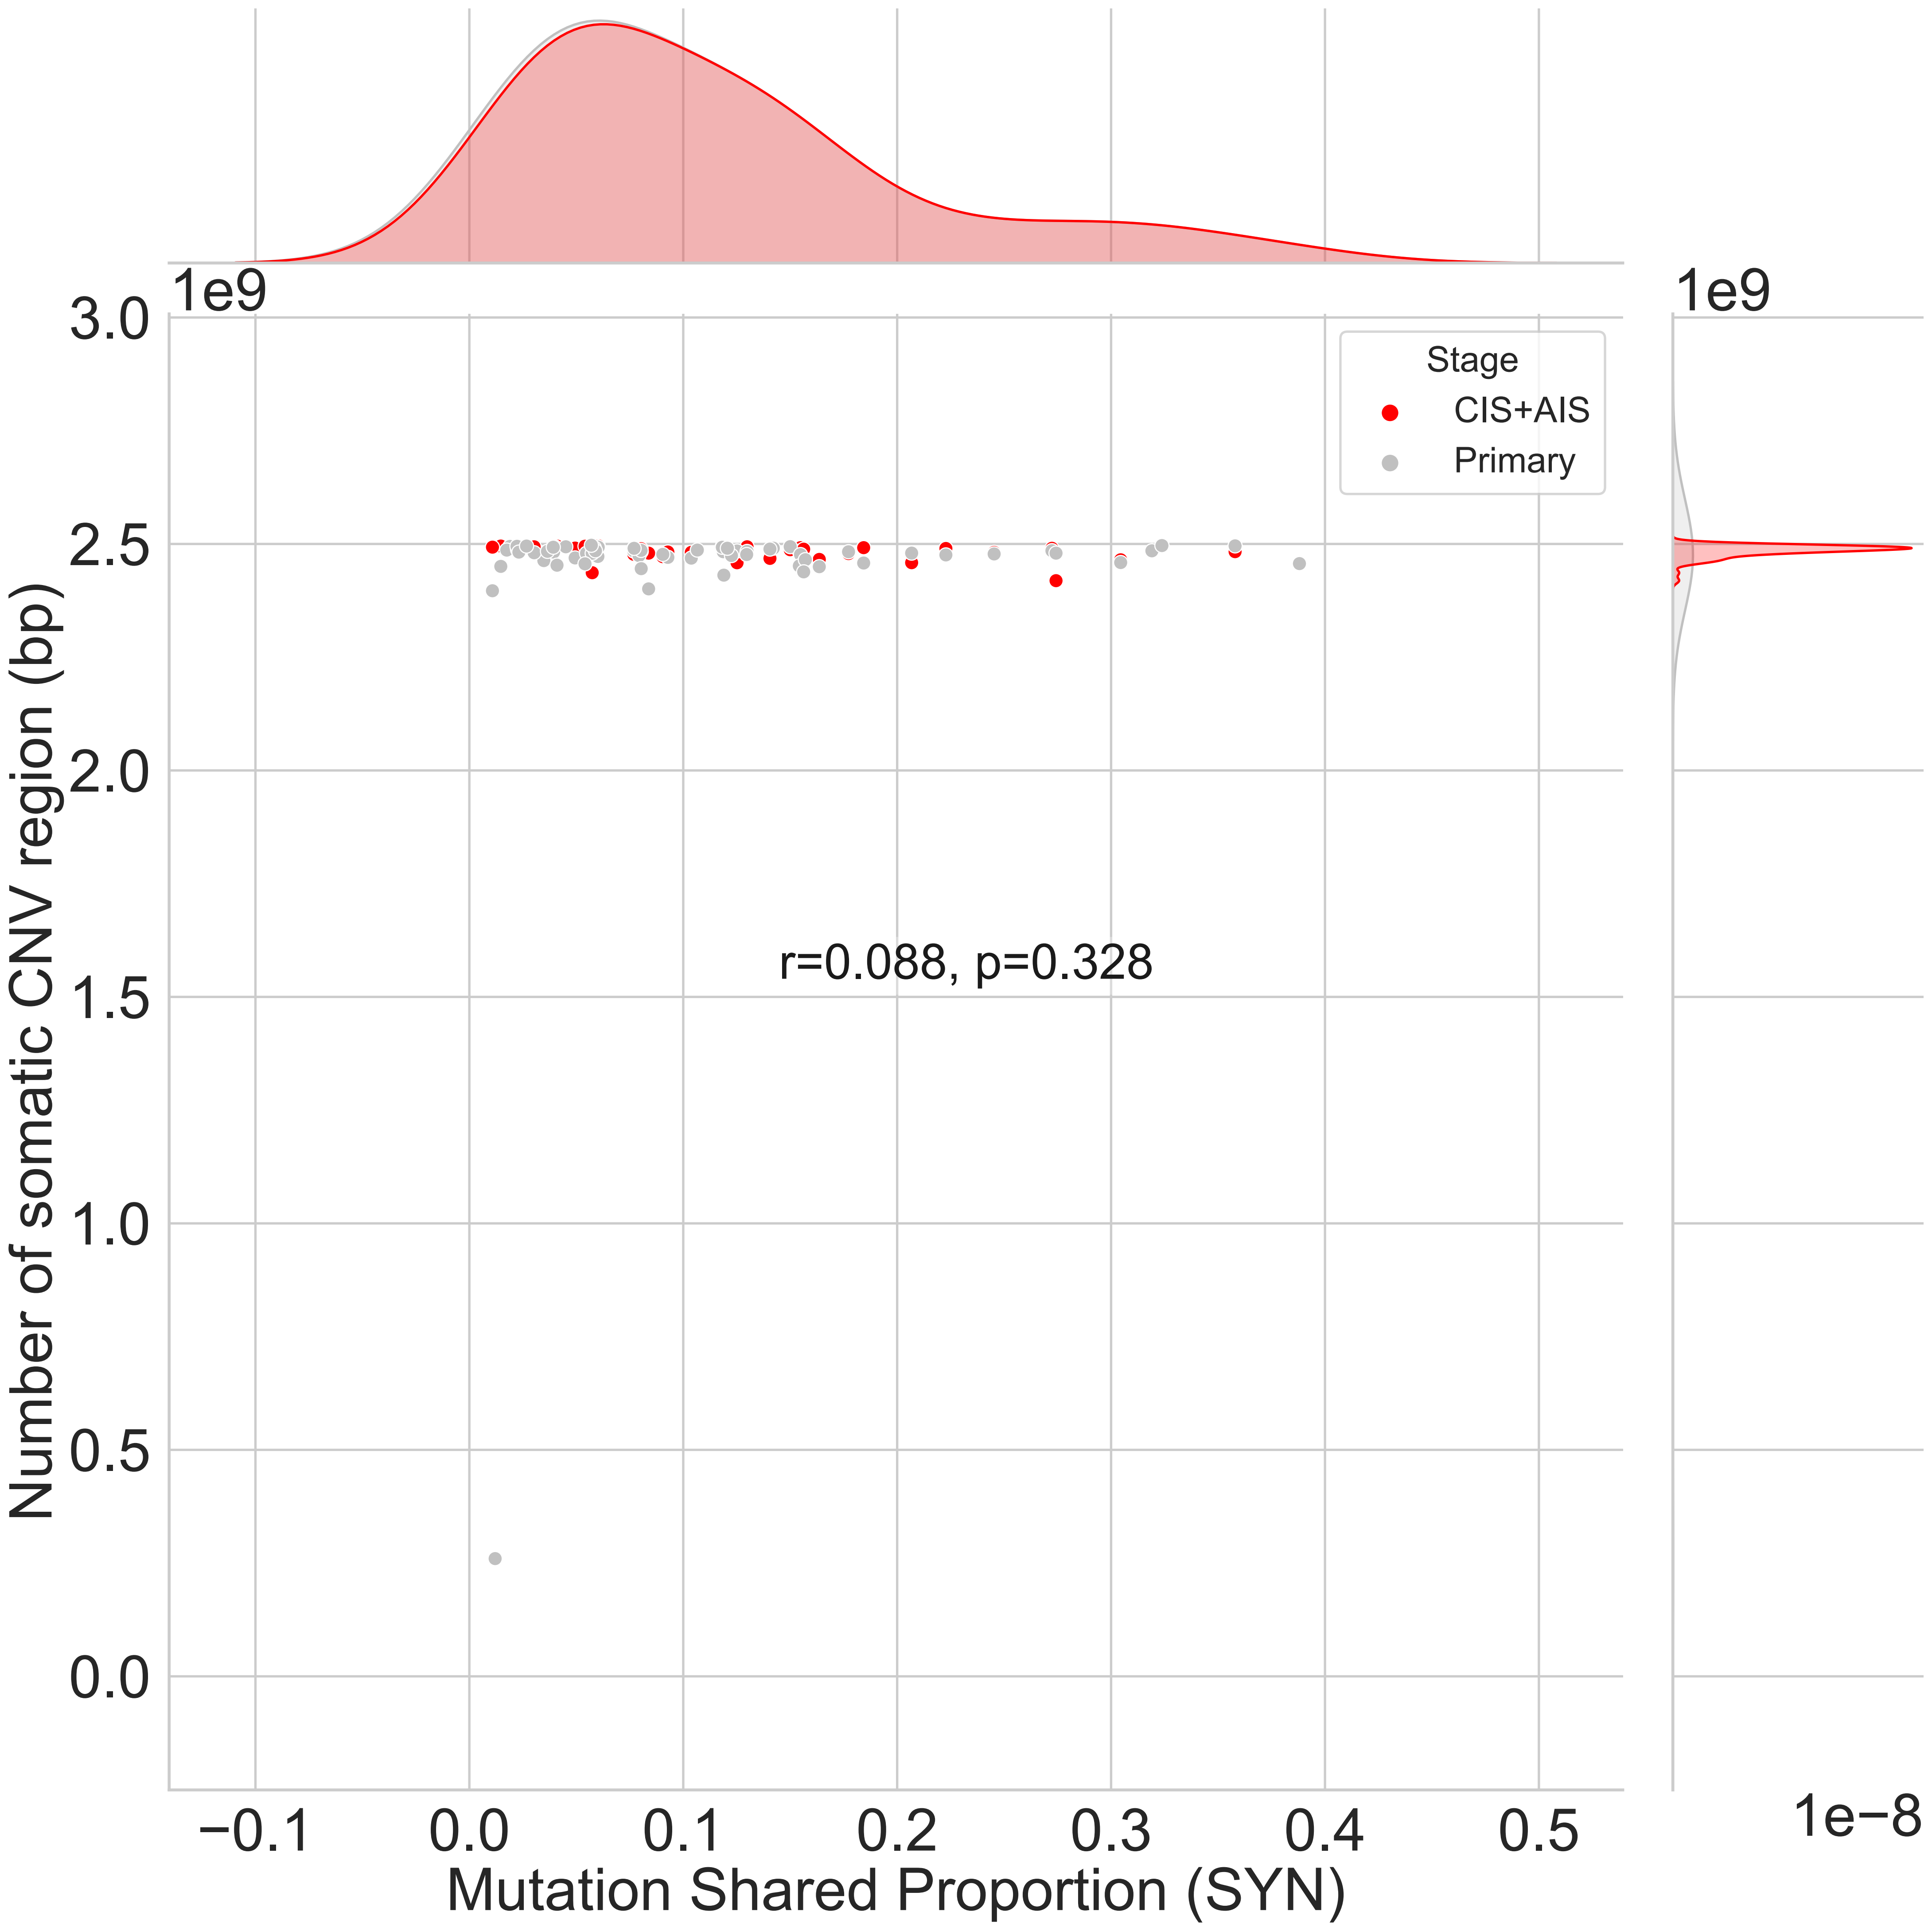 1e9
1e9
3.0
2.5
2.0
1.5
1.0
0.5
0.0
Number of somatic CNV region (bp)
Stage
CIS+AIS
Primary
r=0.088, p=0.328
−0.1
0.0
0.1
0.2
0.3
0.4
0.5
1e−8
Mutation Shared Proportion (SYN)